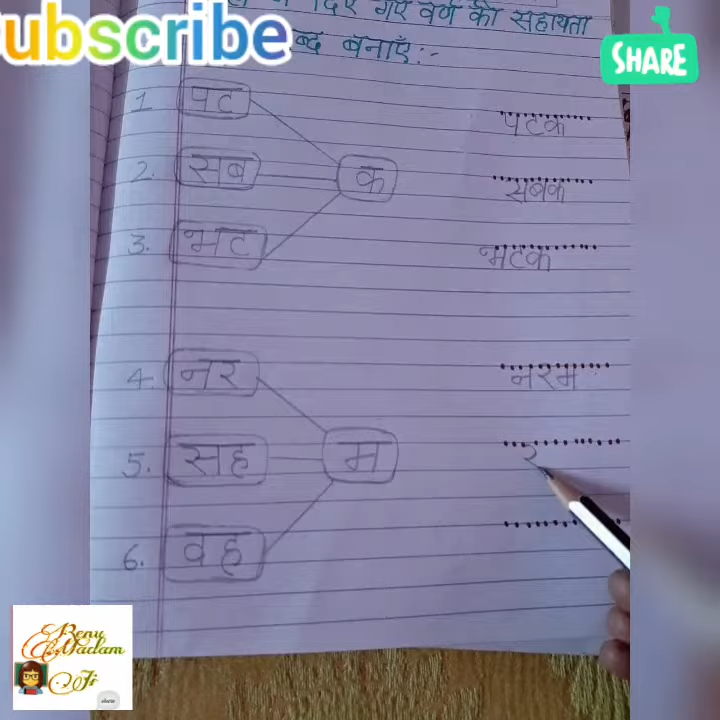 दिए गए वर्ण की सहायता
ubscribe
SHARE
शब्द बनाएँ:-
1 पट
पटक
2. सब
क
सबक
3. भट
भटक
4. नर
नरम
5. सह
म
स
6. वह
Renu
Madam
Ji